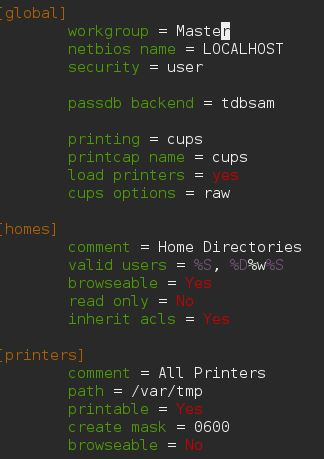 [global]
workgroup = Master
netbios name = LOCALHOST
security = user
passdb backend = tdbsam
printing = cups
printcap name = cups
load printers = yes
cups options = raw
[homes]
comment = Home Directories
valid users = %S, %D%w%S
browseable = Yes
read only = No
inherit acls = Yes
[printers]
comment = All Printers
path = /var/tmp
printable = Yes
create mask = 0600
browseable = No